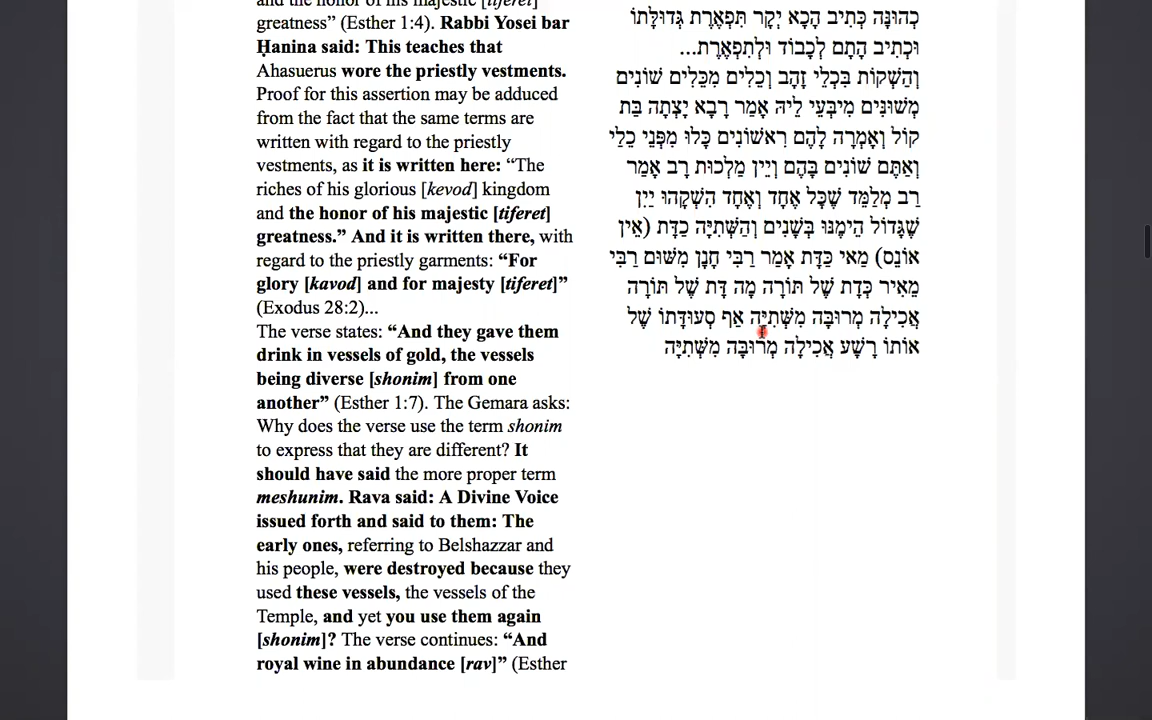 and the honor of his majestic [tiferet]
greatness” (Esther 1:4). Rabbi Yosei bar
Ḥanina said: This teaches that
Ahasuerus wore the priestly vestments.
Proof for this assertion may be adduced
from the fact that the same terms are
written with regard to the priestly
vestments, as it is written here: “The
riches of his glorious [kevod] kingdom
and the honor of his majestic [tiferet]
greatness.” And it is written there, with
regard to the priestly garments: “For
glory [kavod] and for majesty [tiferet]”
(Exodus 28:2)...
The verse states: “And they gave them
drink in vessels of gold, the vessels
being diverse [shonim] from one
another” (Esther 1:7). The Gemara asks:
Why does the verse use the term shonim
to express that they are different? It
should have said the more proper term
meshunim. Rava said: A Divine Voice
issued forth and said to them: The
early ones, referring to Belshazzar and
his people, were destroyed because they
used these vessels, the vessels of the
Temple, and yet you use them again
[shonim]? The verse continues: “And
royal wine in abundance [rav]” (Esther
כְהוּנָּה כְּתִיב הָכָא יְקָר תִּפְאֶרֶת גְּדוּלָּתוֹ
וּכְתִיב הָתָם לְכָבוֹד וּלְתִפְאֶרֶת...
וְהַשְׁקוֹת בִּכְלֵי זָהָב וְכֵלִים מִכֵּלִים שׁוֹנִים
מְשׁוּנִּים מִיבְּעֵי לֵיהּ אָמַר רָבָא יָצְתָה בַּת
קוֹל וְאָמְרָה לָהֶם רִאשׁוֹנִים כָּלוּ מִפְּנֵי כֵלַי
וְאַתֶּם שׁוֹנִים בָּהֶם וְיֵין מַלְכוּת רָב אָמַר
רַב מְלַמֵּד שֶׁכָּל אֶחָד וְאֶחָד הִשְׁקָהוּ יַיִן
שֶׁגָּדוֹל הֵימֶנּוּ בְּשָׁנִים וְהַשְּׁתִיָּה כַדָּת (אֵין
אוֹנֵס) מַאי כַּדָּת אָמַר רַבִּי חָנָן מִשּׁוּם רַבִּי
מֵאִיר כְּדָת שֶׁל תּוֹרָה מָה דָּת שֶׁל תּוֹרָה
אֲכִילָה מְרוּבָּה מִשְּׁתִיָּה אַף סְעוּדָּתוֹ שֶׁל
אוֹתוֹ רָשָׁע אֲכִילָה מְרוּבָּה מִשְּׁתִיָּה